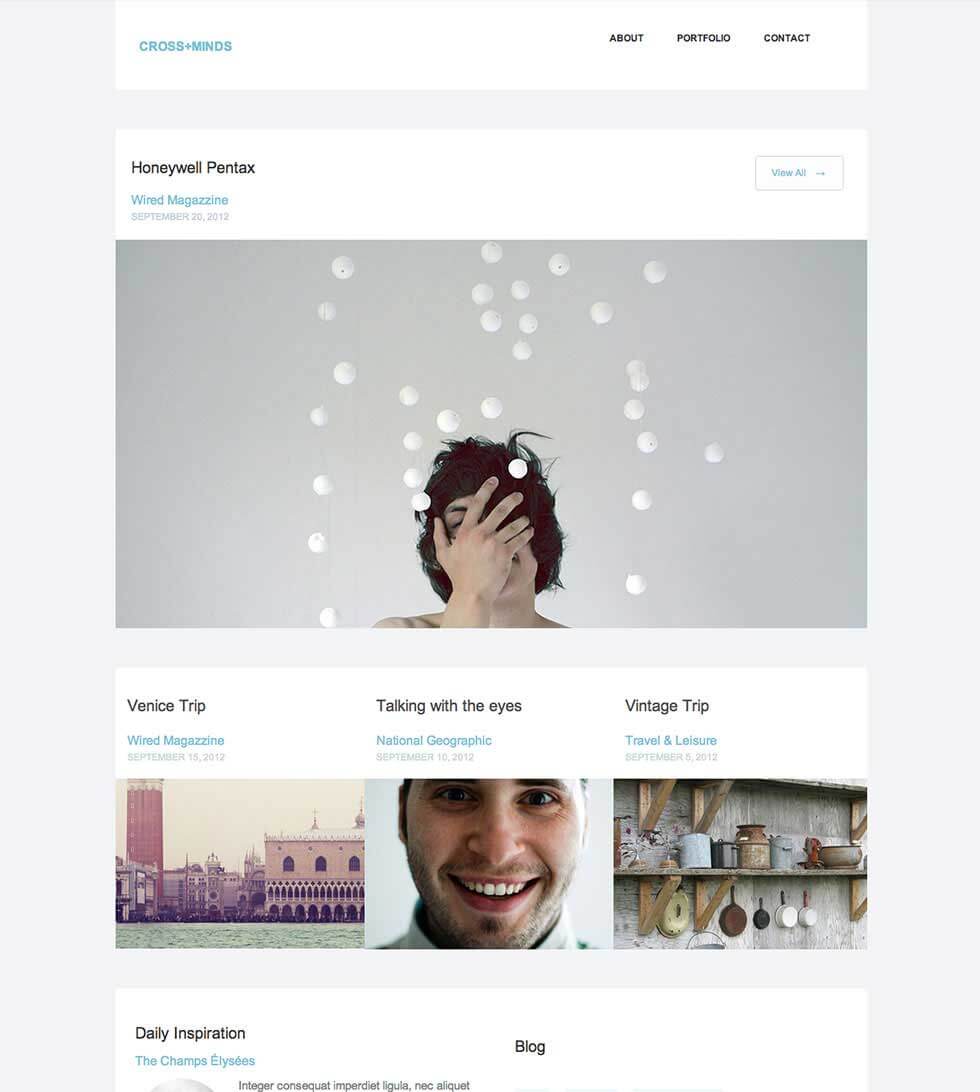 CROSS+MINDS
ABOUT PORTFOLIO CONTACT
Honeywell Pentax
View All →
Wired Magazzine
SEPTEMBER 20, 2012
Venice Trip
Wired Magazzine
SEPTEMBER 15, 2012
Talking with the eyes
National Geographic
SEPTEMBER 10, 2012
Vintage Trip
Travel & Leisure
SEPTEMBER 5, 2012
Daily Inspiration
The Champs Élysées
Integer consequat imperdiet ligula, nec aliquet
Blog